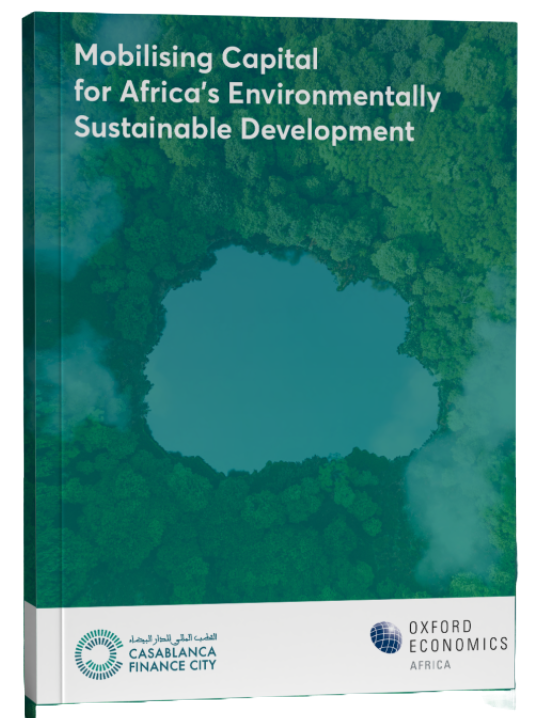 Mobilising Capital
for Africa's Environmentally
Sustainable Development
القطب المالي للدار البيضاء
CASABLANCA
FINANCE CITY
OXFORD
ECONOMICS
AFRICA